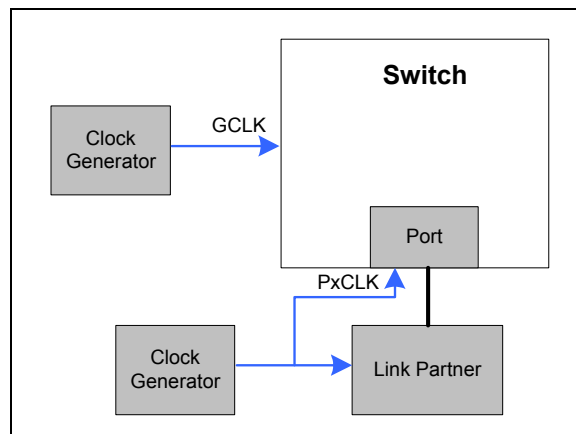 Switch
Clock
Generator
GCLK
Port
PxCLK
Clock
Generator
Link Partner